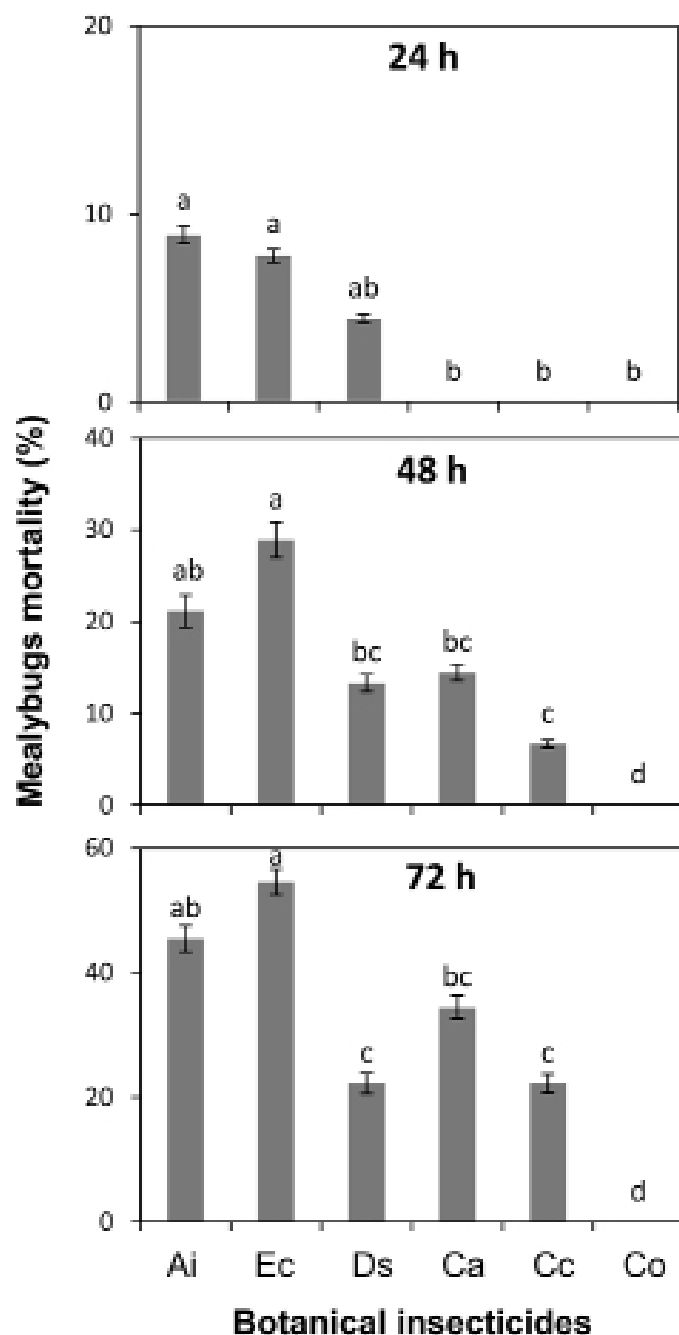 Mealybugs mortality (%)
20
24 h
10
a
a
ab
b
b
b
0
40
48 h
30
a
ab
20
bc
bc
10
c
d
0
60
72 h
a
ab
40
bc
c
c
20
d
0
Ai Ec Ds Ca Cc Co
Botanical insecticides